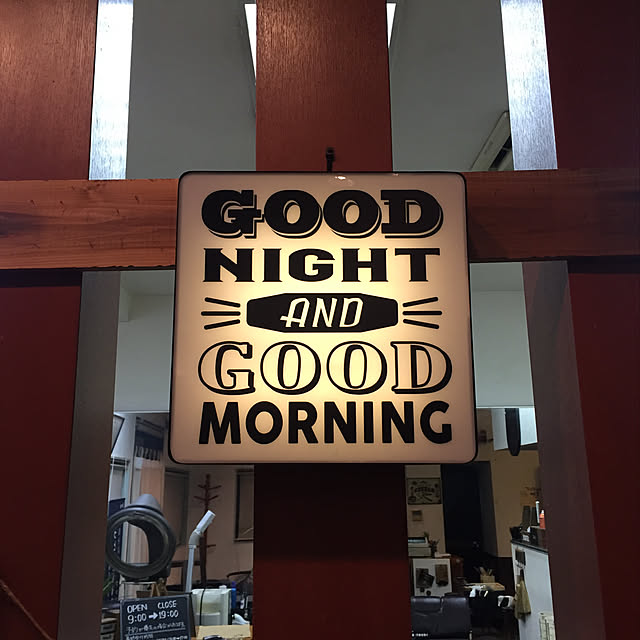 GOOD
NIGHT
AND
GOOD
MORNING
OPEN CLOSE
9:00→19:00